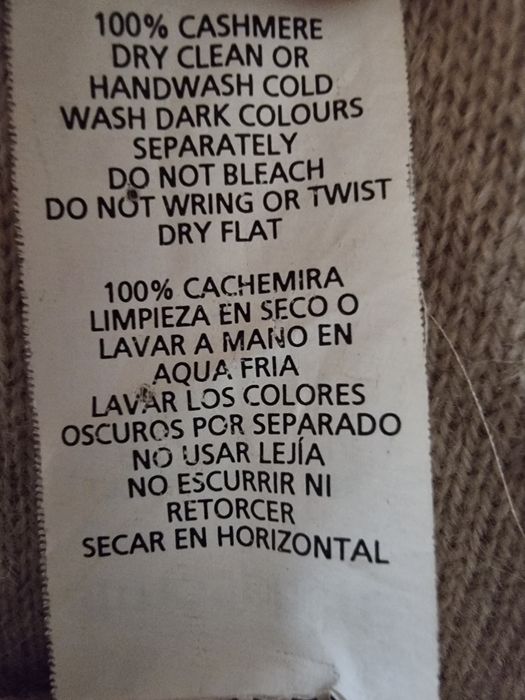 100% CASHMERE
DRY CLEAN OR
HANDWASH COLD
WASH DARK COLOURS
SEPARATELY
DO NOT BLEACH
DO NOT WRING OR TWIST
DRY FLAT
100% CACHEMIRA
LIMPIEZA EN SECO O
LAVAR A MANO EN
AQUA FRIA
LAVAR LOS COLORES
OSCUROS POR SEPARADO
NO USAR LEJÍA
NO ESCURRIR NI
RETORCER
SECAR EN HORIZONTAL